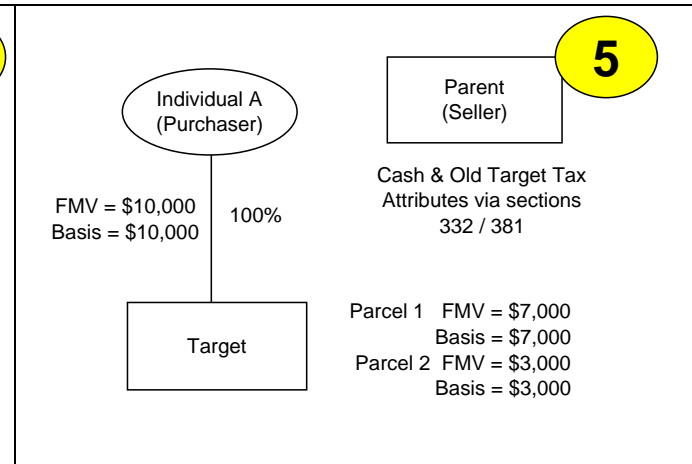 5
Individual A
(Purchaser)
Parent
(Seller)
Cash & Old Target Tax
Attributes via sections
332 / 381
FMV = $10,000
Basis = $10,000
100%
Target
Parcel 1 FMV = $7,000
Basis = $7,000
Parcel 2 FMV = $3,000
Basis = $3,000